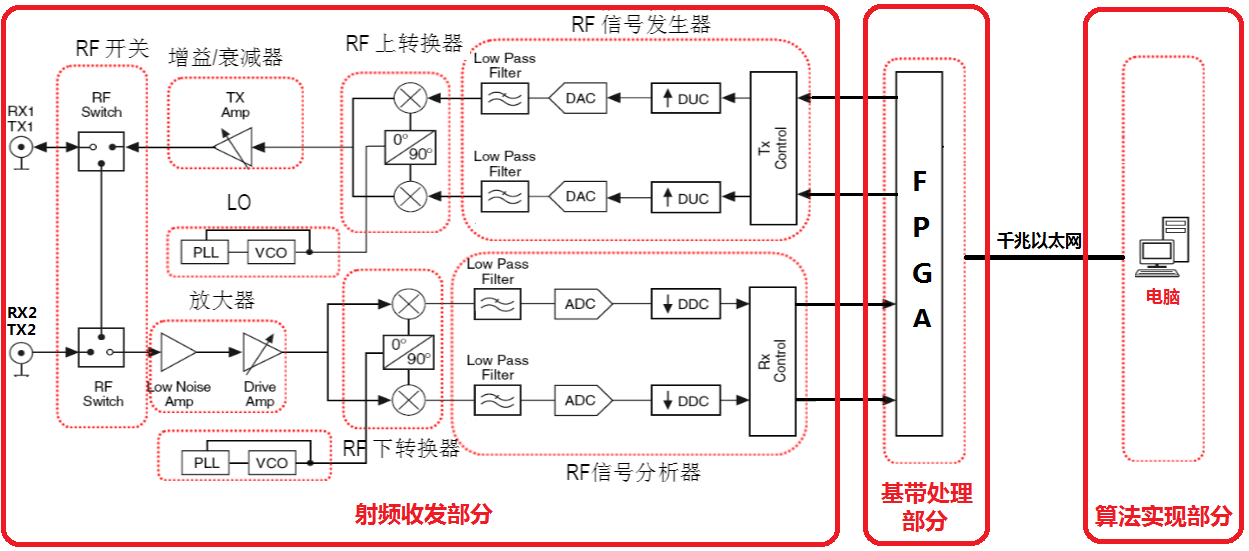 RF 信号发生器
RF 开关
增益/衰减器
RF 上转换器
Low Pass
Filter
RF
Switch
TX
Amp
DAC
DUC
RX1
TX1
0°
90°
Tx
Control
Low Pass
Filter
DAC
DUC
LO
PLL
VCO
放大器
Low Pass
Filter
ADC
DDC
RX2
TX2
0°
90°
Rx
Control
Low Pass
Filter
RF
Switch
Low Noise
Amp
Drive
Amp
ADC
DDC
PLL
VCO
RF 下转换器
RF信号分析器
射频收发部分
F
P
G
A
基带处理
部分
千兆以太网
电脑
算法实现部分